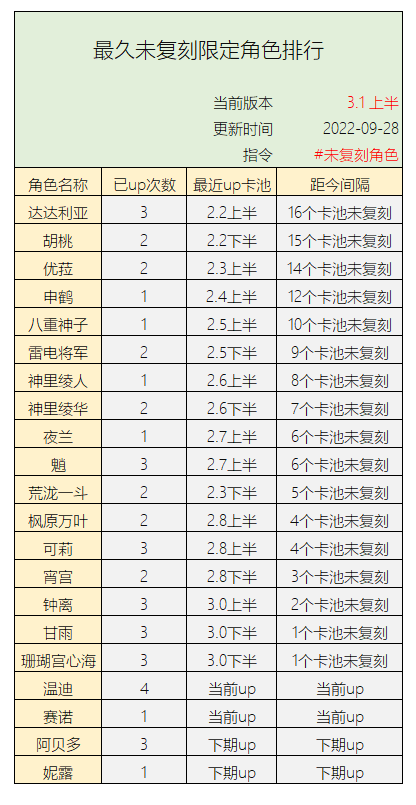 最久未复刻限定角色排行
当前版本 3.1 上半
更新时间 2022-09-28
指令 #未复刻角色
角色名称 已up次数 最近up卡池 距今间隔
达达利亚 3 2.2上半 16个卡池未复刻
胡桃 2 2.2下半 15个卡池未复刻
优菈 2 2.3上半 14个卡池未复刻
申鹤 1 2.4上半 12个卡池未复刻
八重神子 1 2.5上半 10个卡池未复刻
雷电将军 2 2.5下半 9个卡池未复刻
神里绫人 1 2.6上半 8个卡池未复刻
神里绫华 2 2.6下半 7个卡池未复刻
夜兰 1 2.7上半 6个卡池未复刻
魈 3 2.7上半 6个卡池未复刻
荒泷一斗 2 2.3下半 5个卡池未复刻
枫原万叶 2 2.8上半 4个卡池未复刻
可莉 3 2.8上半 4个卡池未复刻
宵宫 2 2.8下半 3个卡池未复刻
钟离 3 3.0上半 2个卡池未复刻
甘雨 3 3.0下半 1个卡池未复刻
珊瑚宫心海 3 3.0下半 1个卡池未复刻
温迪 4 当前up 当前up
赛诺 1 当前up 当前up
阿贝多 3 下期up 下期up
妮露 1 下期up 下期up